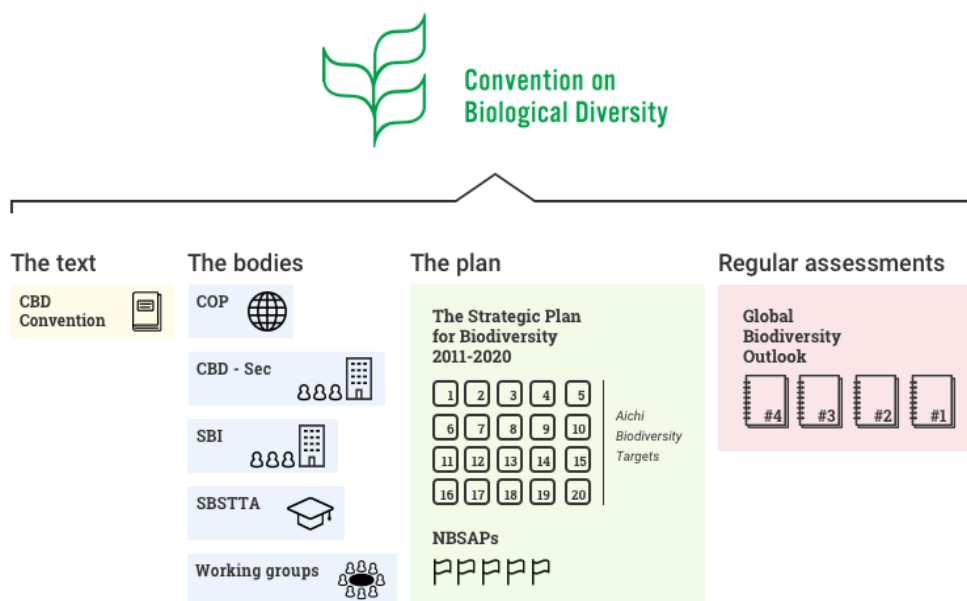 Convention on
Biological Diversity
The text
CBD
Convention
The bodies
COP
CBD - Sec
SBI
SBSTTA
Working groups
The plan
The Strategic Plan
for Biodiversity
2011-2020
1 2 3 4 5
6 7 8 9 10
11 12 13 14 15
16 17 18 19 20
Aichi
Biodiversity
Targets
NBSAPs
Regular assessments
Global
Biodiversity
Outlook
#4 #3 #2 #1